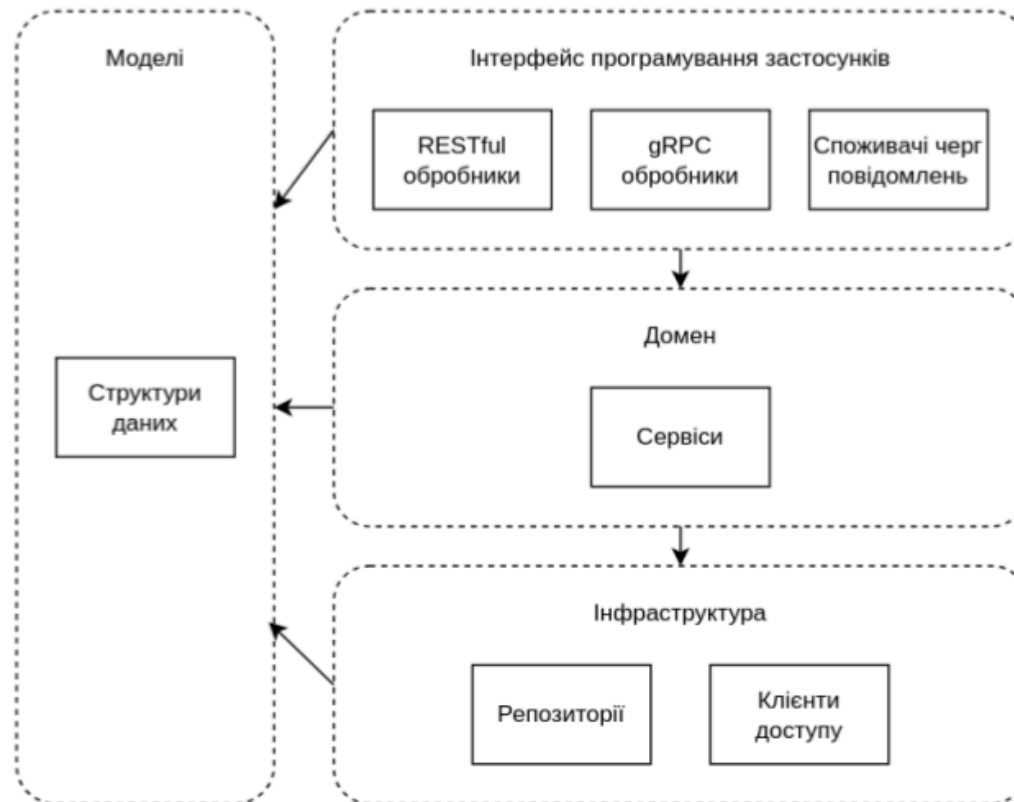 Моделі
Структури
даних
Інтерфейс програмування застосунків
RESTful
обробники
gRPC
обробники
Споживачі черг
повідомлень
Домен
Сервіси
Інфраструктура
Репозиторії
Клієнти
доступу